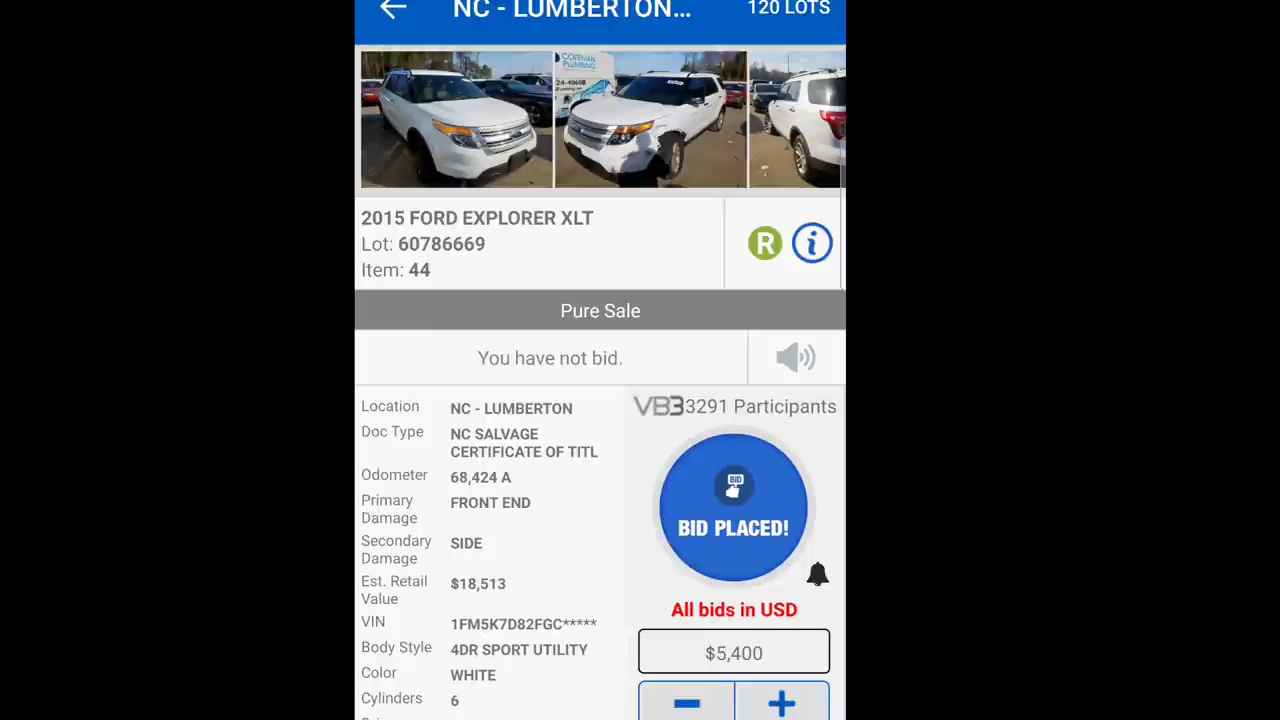 NC - LUMBERTON...
120 LOTS
COFFMAN
PLUMBING
2015 FORD EXPLORER XLT
Lot: 60786669
Item: 44
R
i
Pure Sale
You have not bid.
Location NC - LUMBERTON
Doc Type NC SALVAGE
CERTIFICATE OF TITL
Odometer 68,424 A
Primary
Damage FRONT END
Secondary
Damage SIDE
Est. Retail
Value $18,513
VIN 1FM5K7D82FGC*****
Body Style 4DR SPORT UTILITY
Color WHITE
Cylinders 6
VB3 3291 Participants
BID
BID PLACED!
All bids in USD
$5,400